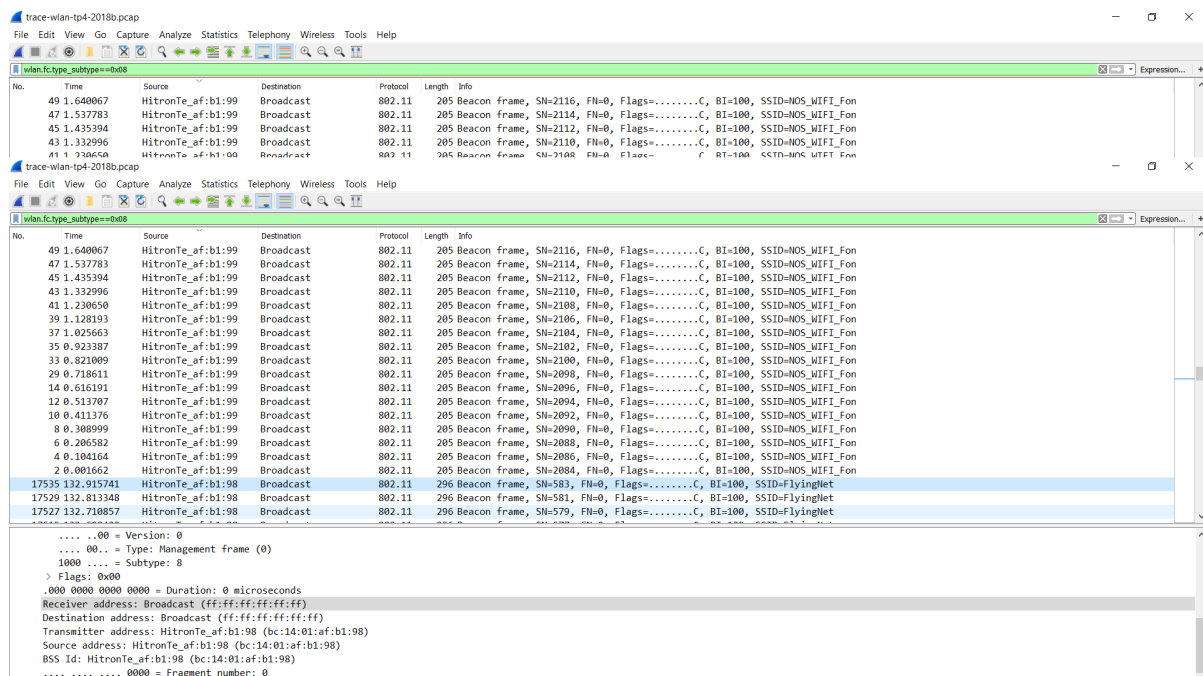 trace-wlan-tp4-2018b.pcap
File Edit View Go Capture Analyze Statistics Telephony Wireless Tools Help
wlan.fc.type_subtype==0x08 Expression... +
No. Time Source Destination Protocol Length Info
49 1.640067 HitronTe_af:b1:99 Broadcast 802.11 205 Beacon frame, SN=2116, FN=0, Flags=........C, BI=100, SSID=NOS_WIFI_Fon
47 1.537783 HitronTe_af:b1:99 Broadcast 802.11 205 Beacon frame, SN=2114, FN=0, Flags=........C, BI=100, SSID=NOS_WIFI_Fon
45 1.435394 HitronTe_af:b1:99 Broadcast 802.11 205 Beacon frame, SN=2112, FN=0, Flags=........C, BI=100, SSID=NOS_WIFI_Fon
43 1.332996 HitronTe_af:b1:99 Broadcast 802.11 205 Beacon frame, SN=2110, FN=0, Flags=........C, BI=100, SSID=NOS_WIFI_Fon
41 1.230650 HitronTe_af:b1:99 Broadcast 802.11 205 Beacon frame, SN=2108, FN=0, Flags= C, BI=100, SSID=NOS_WIFI_Fon
trace-wlan-tp4-2018b.pcap
File Edit View Go Capture Analyze Statistics Telephony Wireless Tools Help
wlan.fc.type_subtype==0x08 Expression... +
No. Time Source Destination Protocol Length Info
49 1.640067 HitronTe_af:b1:99 Broadcast 802.11 205 Beacon frame, SN=2116, FN=0, Flags=........C, BI=100, SSID=NOS_WIFI_Fon
47 1.537783 HitronTe_af:b1:99 Broadcast 802.11 205 Beacon frame, SN=2114, FN=0, Flags=........C, BI=100, SSID=NOS_WIFI_Fon
45 1.435394 HitronTe_af:b1:99 Broadcast 802.11 205 Beacon frame, SN=2112, FN=0, Flags=........C, BI=100, SSID=NOS_WIFI_Fon
43 1.332996 HitronTe_af:b1:99 Broadcast 802.11 205 Beacon frame, SN=2110, FN=0, Flags=........C, BI=100, SSID=NOS_WIFI_Fon
41 1.230650 HitronTe_af:b1:99 Broadcast 802.11 205 Beacon frame, SN=2108, FN=0, Flags=........C, BI=100, SSID=NOS_WIFI_Fon
39 1.128193 HitronTe_af:b1:99 Broadcast 802.11 205 Beacon frame, SN=2106, FN=0, Flags=........C, BI=100, SSID=NOS_WIFI_Fon
37 1.025663 HitronTe_af:b1:99 Broadcast 802.11 205 Beacon frame, SN=2104, FN=0, Flags=........C, BI=100, SSID=NOS_WIFI_Fon
35 0.923387 HitronTe_af:b1:99 Broadcast 802.11 205 Beacon frame, SN=2102, FN=0, Flags=........C, BI=100, SSID=NOS_WIFI_Fon
33 0.821009 HitronTe_af:b1:99 Broadcast 802.11 205 Beacon frame, SN=2100, FN=0, Flags=........C, BI=100, SSID=NOS_WIFI_Fon
29 0.718611 HitronTe_af:b1:99 Broadcast 802.11 205 Beacon frame, SN=2098, FN=0, Flags=........C, BI=100, SSID=NOS_WIFI_Fon
14 0.616191 HitronTe_af:b1:99 Broadcast 802.11 205 Beacon frame, SN=2096, FN=0, Flags=........C, BI=100, SSID=NOS_WIFI_Fon
12 0.513707 HitronTe_af:b1:99 Broadcast 802.11 205 Beacon frame, SN=2094, FN=0, Flags=........C, BI=100, SSID=NOS_WIFI_Fon
10 0.411376 HitronTe_af:b1:99 Broadcast 802.11 205 Beacon frame, SN=2092, FN=0, Flags=........C, BI=100, SSID=NOS_WIFI_Fon
8 0.308999 HitronTe_af:b1:99 Broadcast 802.11 205 Beacon frame, SN=2090, FN=0, Flags=........C, BI=100, SSID=NOS_WIFI_Fon
6 0.206582 HitronTe_af:b1:99 Broadcast 802.11 205 Beacon frame, SN=2088, FN=0, Flags=........C, BI=100, SSID=NOS_WIFI_Fon
4 0.104164 HitronTe_af:b1:99 Broadcast 802.11 205 Beacon frame, SN=2086, FN=0, Flags=........C, BI=100, SSID=NOS_WIFI_Fon
2 0.001662 HitronTe_af:b1:99 Broadcast 802.11 205 Beacon frame, SN=2084, FN=0, Flags=........C, BI=100, SSID=NOS_WIFI_Fon
17535 132.915741 HitronTe_af:b1:98 Broadcast 802.11 296 Beacon frame, SN=583, FN=0, Flags=........C, BI=100, SSID=FlyingNet
17529 132.813348 HitronTe_af:b1:98 Broadcast 802.11 296 Beacon frame, SN=581, FN=0, Flags=........C, BI=100, SSID=FlyingNet
17527 132.710857 HitronTe_af:b1:98 Broadcast 802.11 296 Beacon frame, SN=579, FN=0, Flags=........C, BI=100, SSID=FlyingNet
.... ..00 = Version: 0
.... 00.. = Type: Management frame (0)
1000 .... = Subtype: 8
> Flags: 0x00
.000 0000 0000 0000 = Duration: 0 microseconds
Receiver address: Broadcast (ff:ff:ff:ff:ff:ff)
Destination address: Broadcast (ff:ff:ff:ff:ff:ff)
Transmitter address: HitronTe_af:b1:98 (bc:14:01:af:b1:98)
Source address: HitronTe_af:b1:98 (bc:14:01:af:b1:98)
BSS Id: HitronTe_af:b1:98 (bc:14:01:af:b1:98)
.... .... .... 0000 = Fragment number: 0